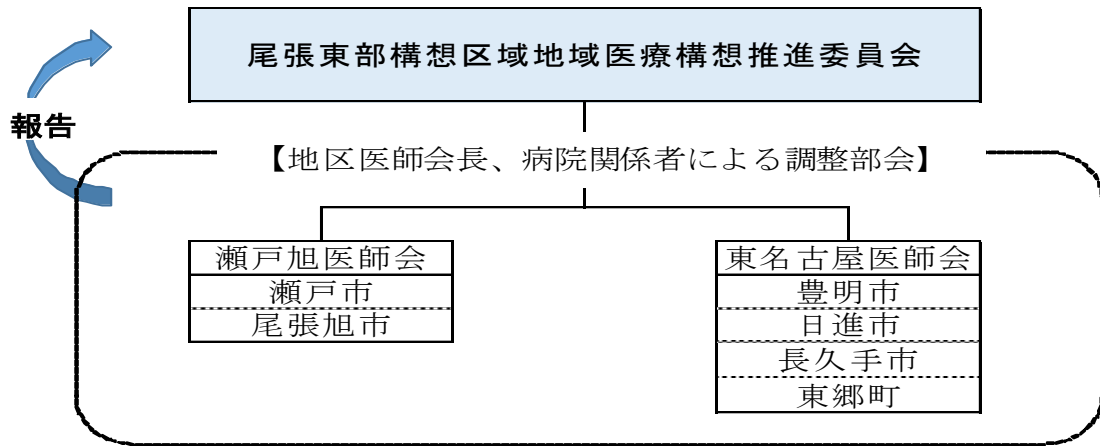 尾張東部構想区域地域医療構想推進委員会
報告
【地区医師会長、病院関係者による調整部会】
瀬戸旭医師会
瀬戸市
尾張旭市
東名古屋医師会
豊明市
日進市
長久手市
東郷町